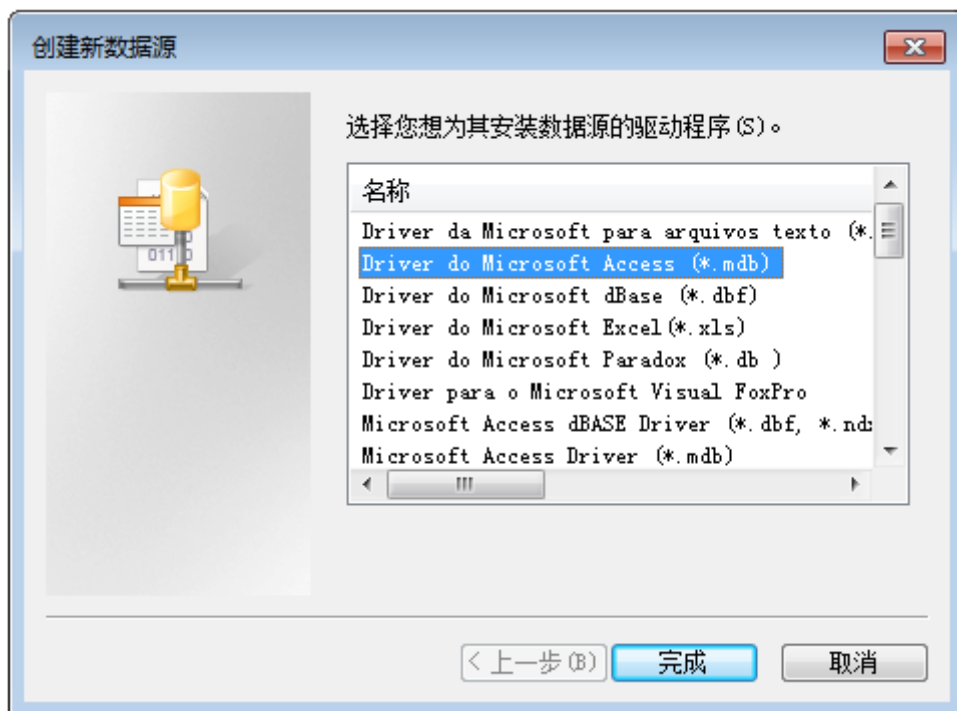 创建新数据源
选择您想为其安装数据源的驱动程序(S)。
名称
Driver da Microsoft para arquivos texto (*.
Driver do Microsoft Access (*.mdb)
Driver do Microsoft dBase (*.dbf)
Driver do Microsoft Excel(*.xls)
Driver do Microsoft Paradox (*.db )
Driver para o Microsoft Visual FoxPro
Microsoft Access dBASE Driver (*.dbf, *.ndx
Microsoft Access Driver (*.mdb)
< 上一步(B)
完成
取消